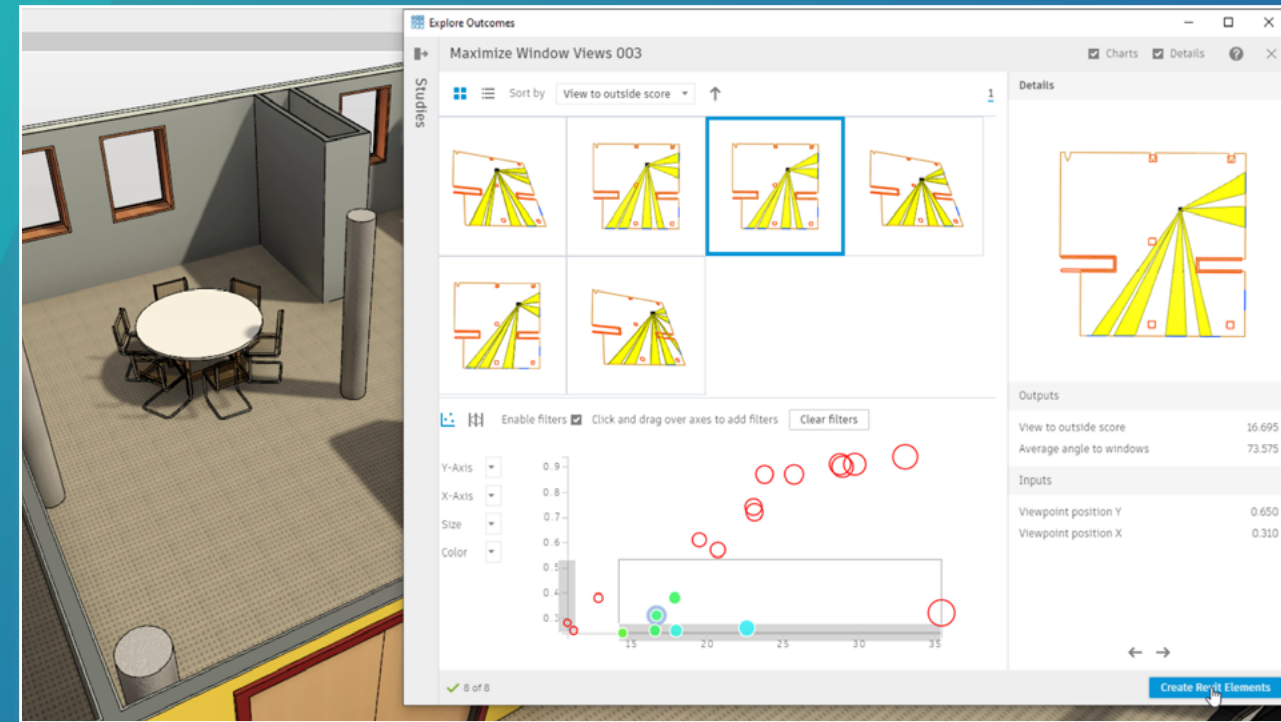 Explore Outcomes
Maximize Window Views 003
Charts Details
Studies
Sort by View to outside score
1
Details
Outputs
View to outside score 16.695
Average angle to windows 73.575
Inputs
Viewpoint position Y 0.650
Viewpoint position X 0.310
Enable filters Click and drag over axes to add filters Clear filters
Y-Axis
X-Axis
Size
Color
0.9
0.8
0.7
0.6
0.5
0.4
0.3
15 20 25 30 35
8 of 8
Create Revit Elements